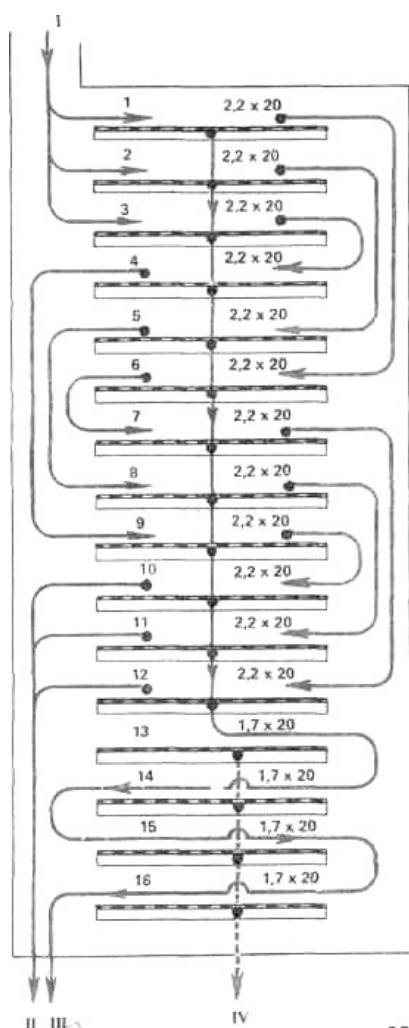 I
1 2,2 x 20
2 2,2 x 20
3 2,2 x 20
4 2,2 x 20
5 2,2 x 20
6 2,2 x 20
7 2,2 x 20
8 2,2 x 20
9 2,2 x 20
10 2,2 x 20
11 2,2 x 20
12 2,2 x 20
13 1,7 x 20
14 1,7 x 20
15 1,7 x 20
16 1,7 x 20
II III IV